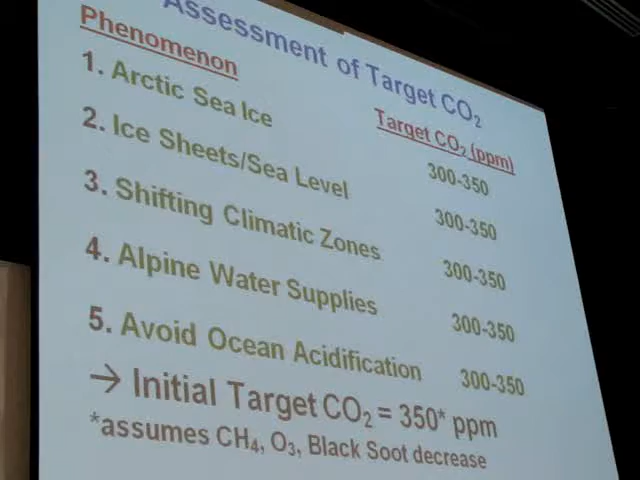 Assessment of Target CO₂
Phenomenon Target CO₂ (ppm)
1. Arctic Sea Ice 300-350
2. Ice Sheets/Sea Level 300-350
3. Shifting Climatic Zones 300-350
4. Alpine Water Supplies 300-350
5. Avoid Ocean Acidification 300-350
→ Initial Target CO₂ = 350* ppm
*assumes CH₄, O₃, Black Soot decrease